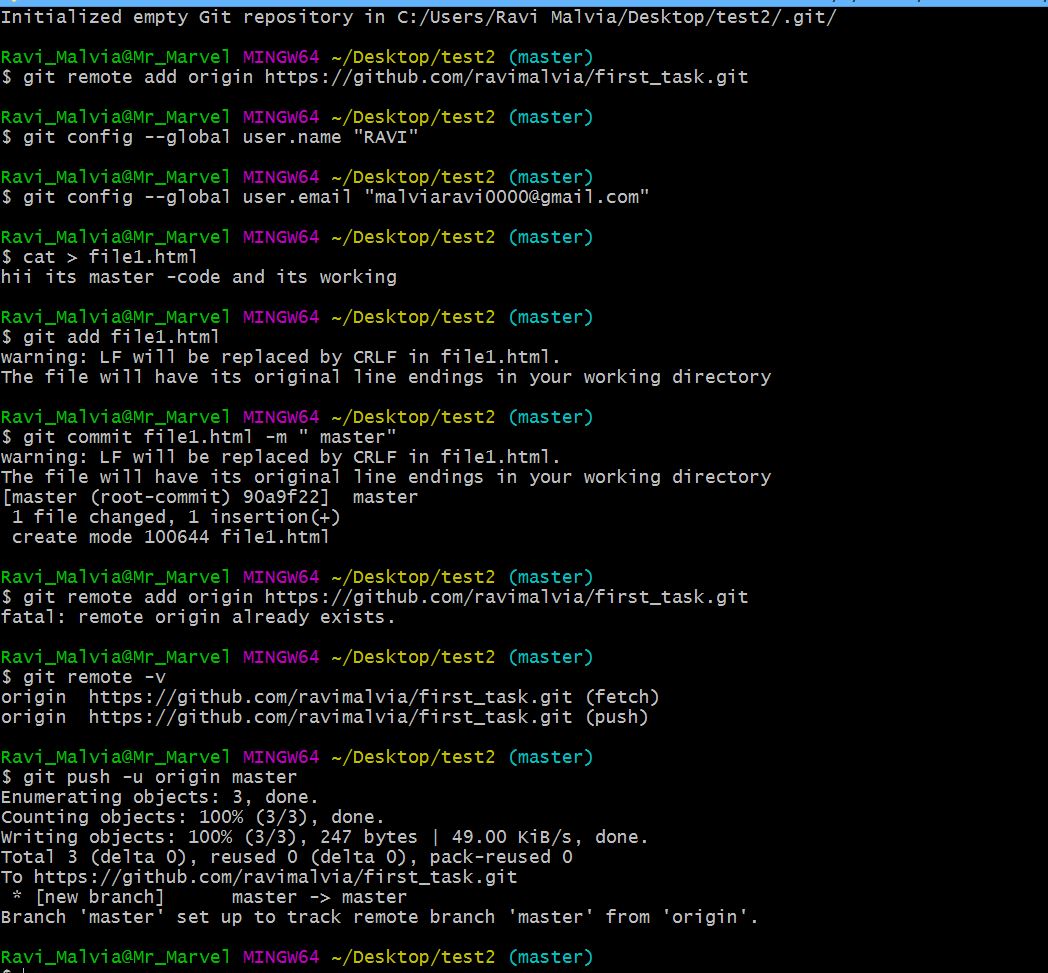 Initialized empty Git repository in C:/Users/Ravi Malvia/Desktop/test2/.git/
Ravi_Malvia@Mr_Marvel MINGW64 ~/Desktop/test2 (master)
$ git remote add origin https://github.com/ravimalvia/first_task.git
Ravi_Malvia@Mr_Marvel MINGW64 ~/Desktop/test2 (master)
$ git config --global user.name "RAVI"
Ravi_Malvia@Mr_Marvel MINGW64 ~/Desktop/test2 (master)
$ git config --global user.email "malviaravi0000@gmail.com"
Ravi_Malvia@Mr_Marvel MINGW64 ~/Desktop/test2 (master)
$ cat > file1.html
hii its master -code and its working
Ravi_Malvia@Mr_Marvel MINGW64 ~/Desktop/test2 (master)
$ git add file1.html
warning: LF will be replaced by CRLF in file1.html.
The file will have its original line endings in your working directory
Ravi_Malvia@Mr_Marvel MINGW64 ~/Desktop/test2 (master)
$ git commit file1.html -m " master"
warning: LF will be replaced by CRLF in file1.html.
The file will have its original line endings in your working directory
[master (root-commit) 90a9f22]  master
 1 file changed, 1 insertion(+)
 create mode 100644 file1.html
Ravi_Malvia@Mr_Marvel MINGW64 ~/Desktop/test2 (master)
$ git remote add origin https://github.com/ravimalvia/first_task.git
fatal: remote origin already exists.
Ravi_Malvia@Mr_Marvel MINGW64 ~/Desktop/test2 (master)
$ git remote -v
origin  https://github.com/ravimalvia/first_task.git (fetch)
origin  https://github.com/ravimalvia/first_task.git (push)
Ravi_Malvia@Mr_Marvel MINGW64 ~/Desktop/test2 (master)
$ git push -u origin master
Enumerating objects: 3, done.
Counting objects: 100% (3/3), done.
Writing objects: 100% (3/3), 247 bytes | 49.00 KiB/s, done.
Total 3 (delta 0), reused 0 (delta 0), pack-reused 0
To https://github.com/ravimalvia/first_task.git
 * [new branch]      master -> master
Branch 'master' set up to track remote branch 'master' from 'origin'.
Ravi_Malvia@Mr_Marvel MINGW64 ~/Desktop/test2 (master)
$